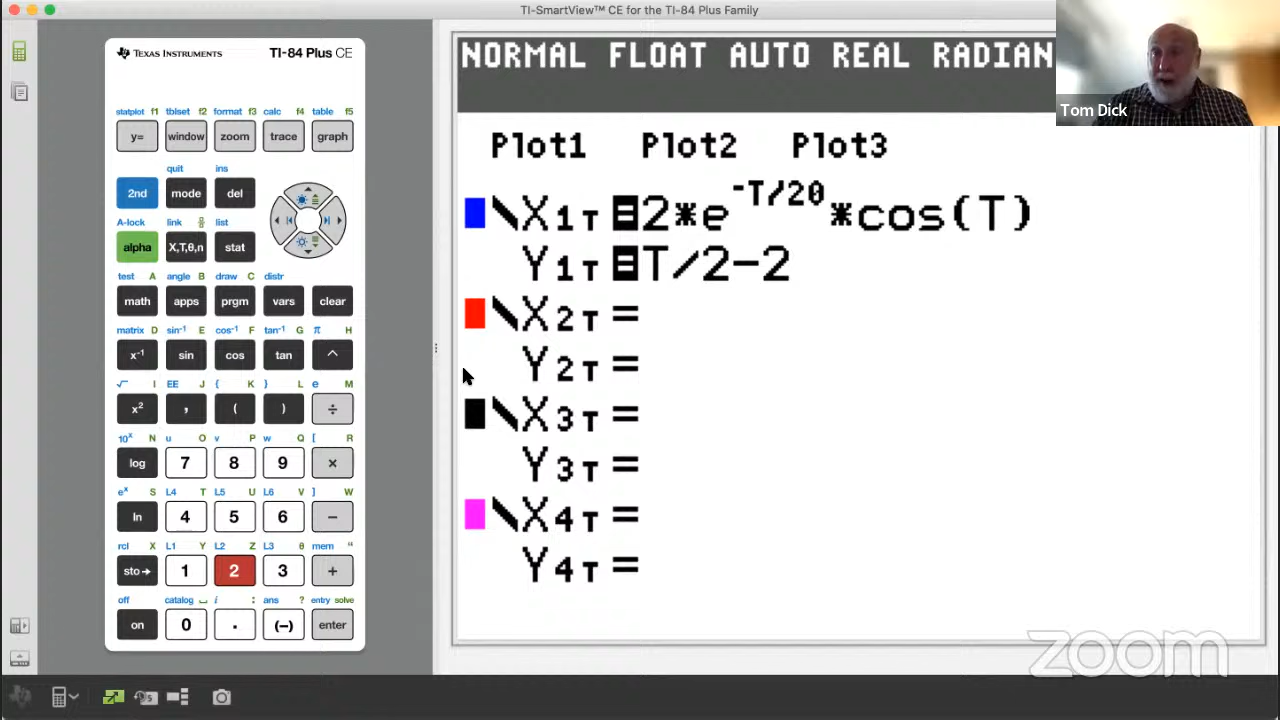 TI-SmartView™ CE for the TI-84 Plus Family
TEXAS INSTRUMENTS TI-84 Plus CE
statplot f1 tblset f2 format f3 calc f4 table f5
y= window zoom trace graph
quit ins
2nd mode del
A-lock link list
alpha X,T,θ,n stat
test A angle B draw C distr
math apps prgm vars clear
matrix D sin⁻¹ E cos⁻¹ F tan⁻¹ G π H
x⁻¹ sin cos tan ^
√ I EE J { K } L e M
x² , ( ) ÷
10ˣ N u O v P w Q [ R
log 7 8 9 ×
eˣ S L4 T L5 U L6 V ] W
ln 4 5 6 −
rcl X L1 Y L2 Z L3 θ mem "
sto→ 1 2 3 +
off catalog ⎵ i : ans ? entry solve
on 0 . (−) enter
NORMAL FLOAT AUTO REAL RADIAN
Tom Dick
Plot1 Plot2 Plot3
X1T=2*e^-T/20*cos(T)
Y1T=T/2-2
X2T=
Y2T=
X3T=
Y3T=
X4T=
Y4T=
zoom